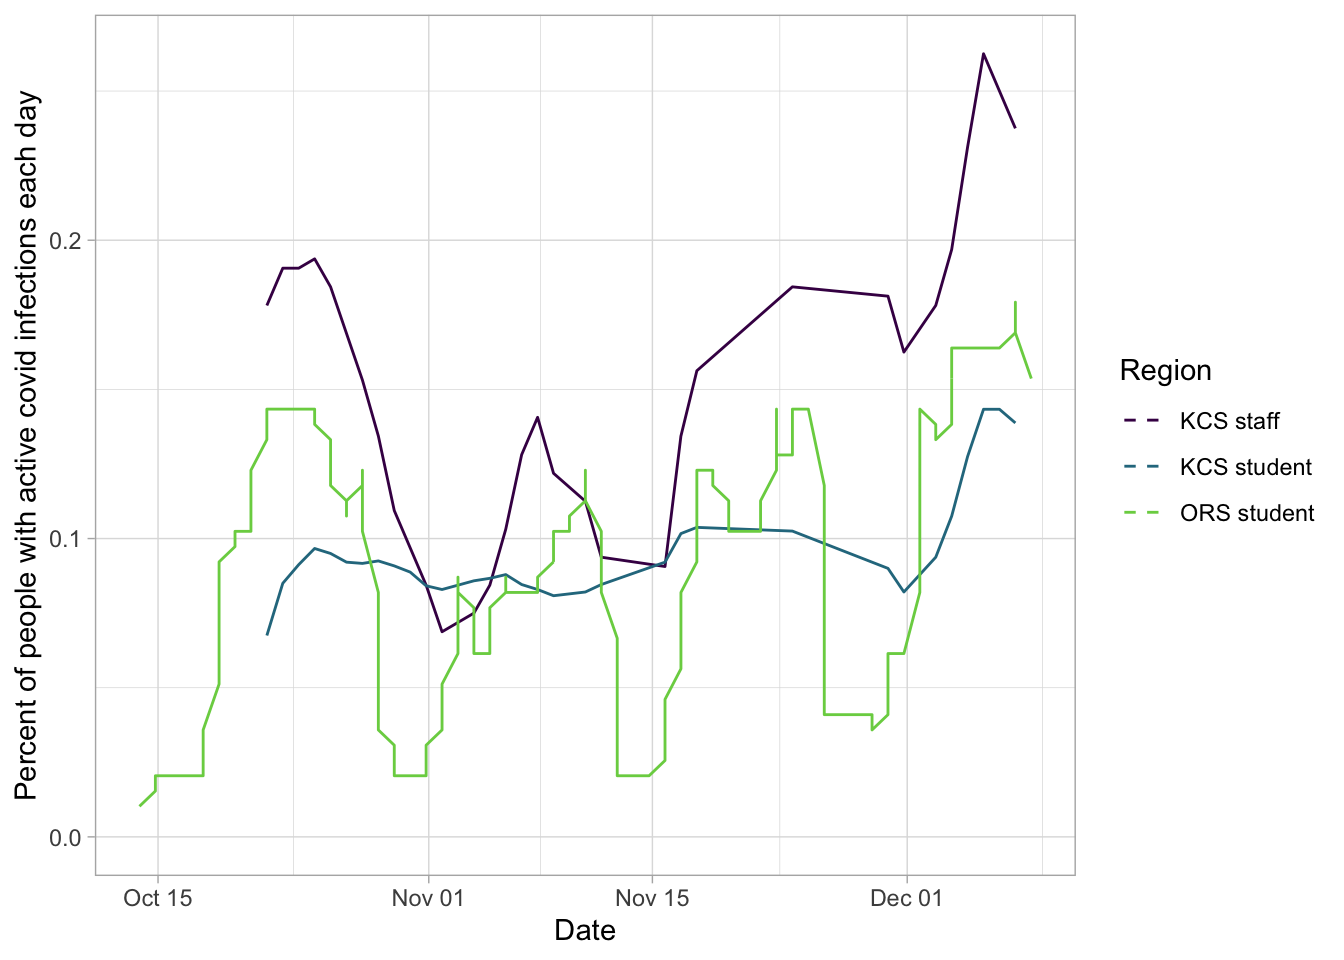 Percent of people with active covid infections each day
0.2
0.1
0.0
Oct 15
Nov 01
Nov 15
Dec 01
Date
Region
KCS staff
KCS student
ORS student